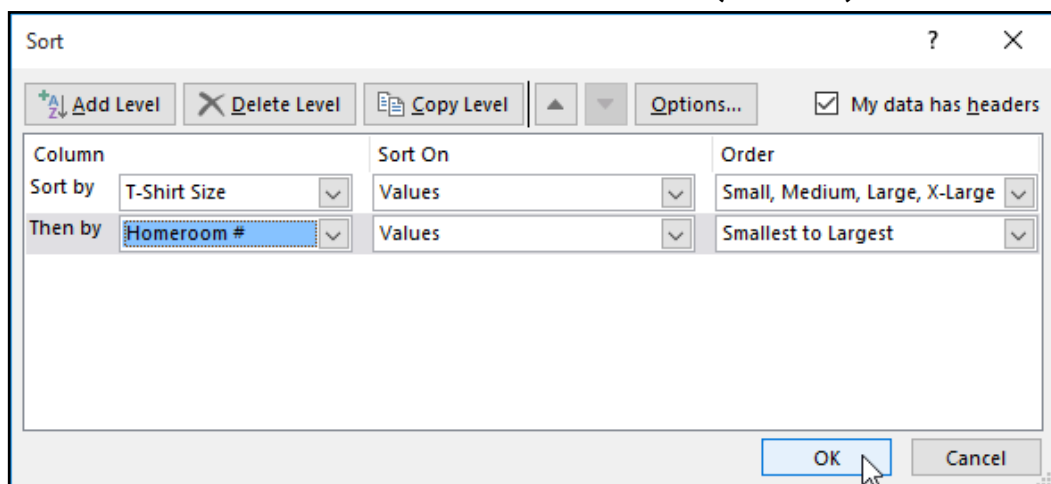 Sort ? ×
Add Level Delete Level Copy Level Options... My data has headers
Column Sort On Order
Sort by T-Shirt Size Values Small, Medium, Large, X-Large
Then by Homeroom # Values Smallest to Largest
OK Cancel